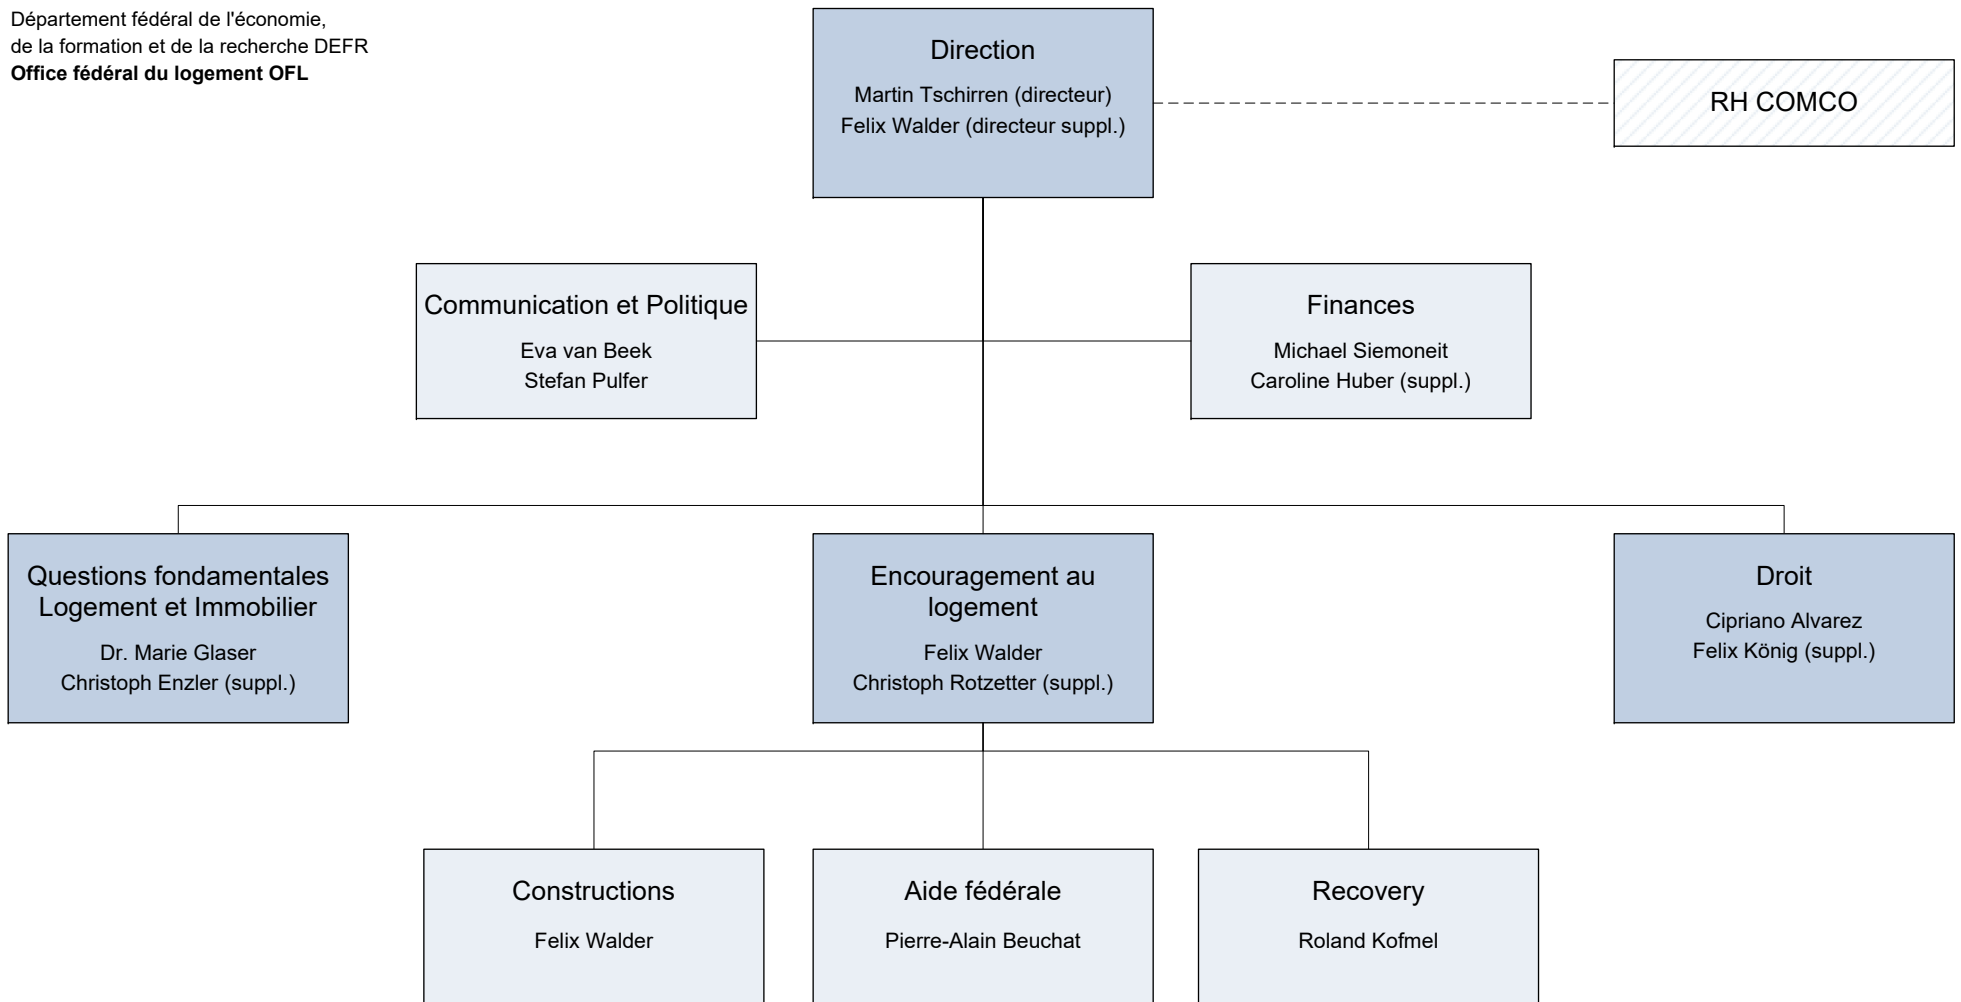 Département fédéral de l'économie,
de la formation et de la recherche DEFR
Office fédéral du logement OFL
Direction
Martin Tschirren (directeur)
Felix Walder (directeur suppl.)
RH COMCO
Communication et Politique
Eva van Beek
Stefan Pulfer
Finances
Michael Siemoneit
Caroline Huber (suppl.)
Questions fondamentales
Logement et Immobilier
Dr. Marie Glaser
Christoph Enzler (suppl.)
Encouragement au
logement
Felix Walder
Christoph Rotzetter (suppl.)
Droit
Cipriano Alvarez
Felix König (suppl.)
Constructions
Felix Walder
Aide fédérale
Pierre-Alain Beuchat
Recovery
Roland Kofmel